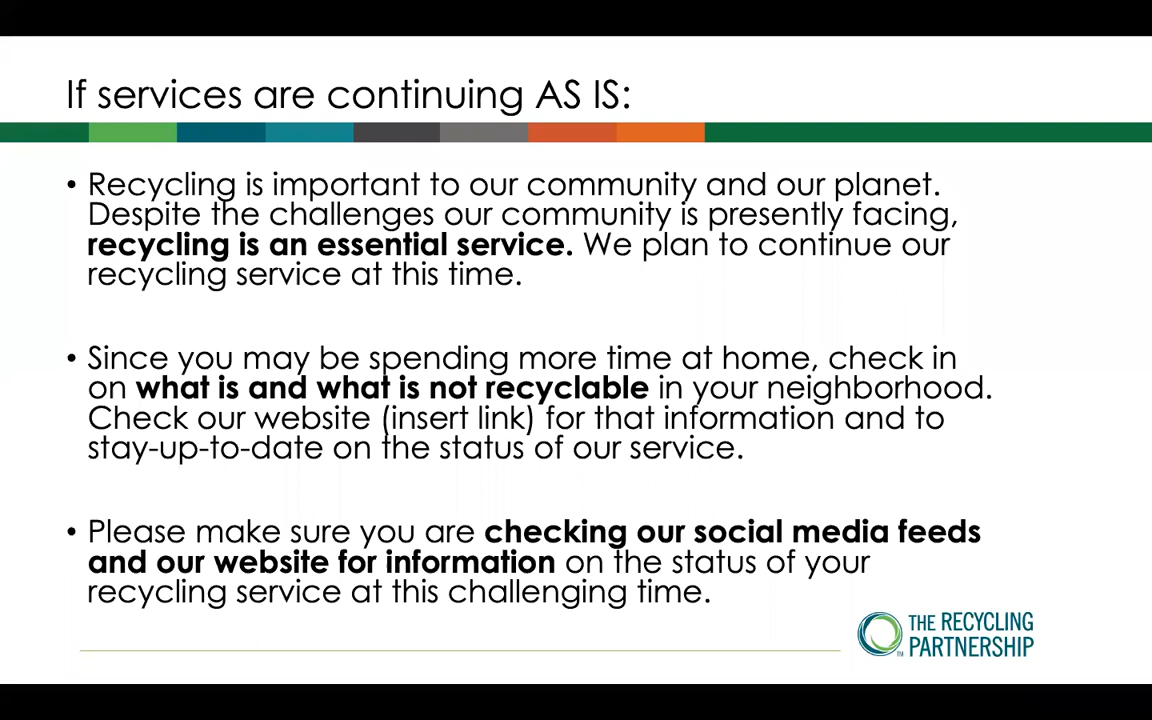 If services are continuing AS IS:
• Recycling is important to our community and our planet.
Despite the challenges our community is presently facing,
recycling is an essential service. We plan to continue our
recycling service at this time.
• Since you may be spending more time at home, check in
on what is and what is not recyclable in your neighborhood.
Check our website (insert link) for that information and to
stay-up-to-date on the status of our service.
• Please make sure you are checking our social media feeds
and our website for information on the status of your
recycling service at this challenging time.
THE RECYCLING
PARTNERSHIP
TM